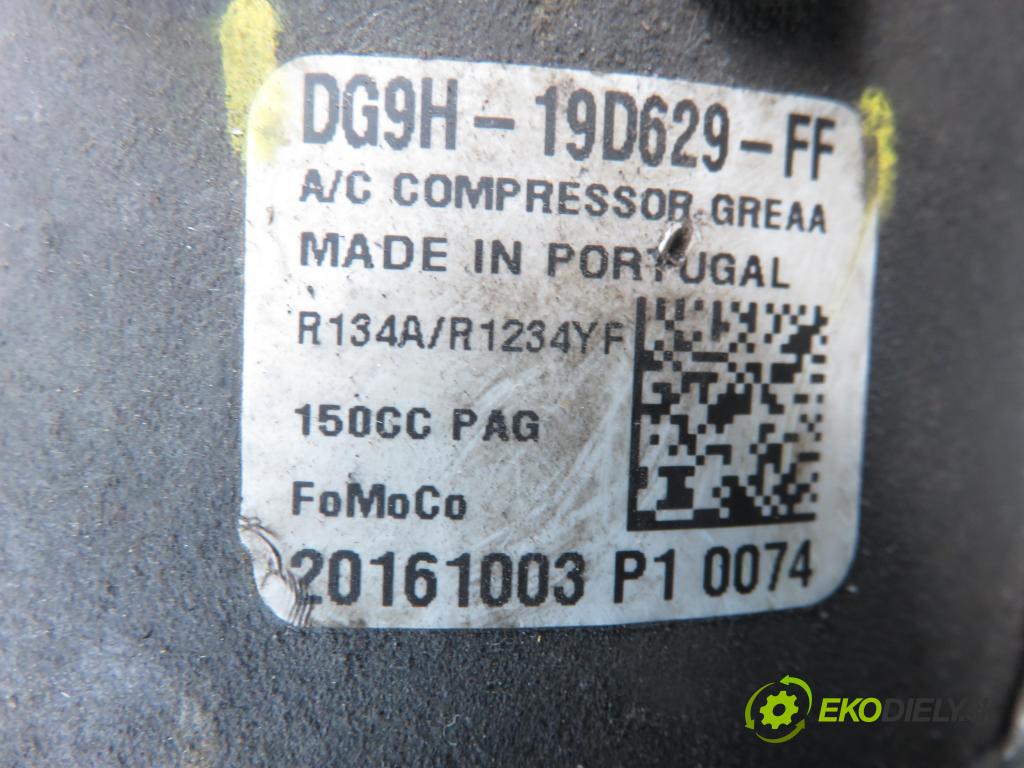 DG9H-19D629-FF
A/C COMPRESSOR GREAA
MADE IN PORTUGAL
R134A/R1234YF
150CC PAG
FoMoCo
20161003 P1 0074
EKODIELY